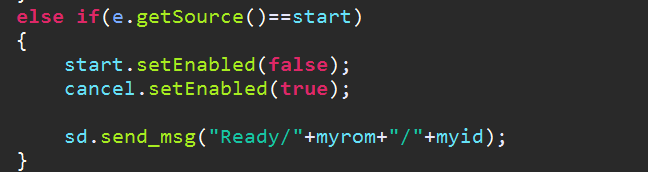 else if(e.getSource()==start)
{
start.setEnabled(false);
cancel.setEnabled(true);
sd.send_msg("Ready/"+myrom+"/"+myid);
}